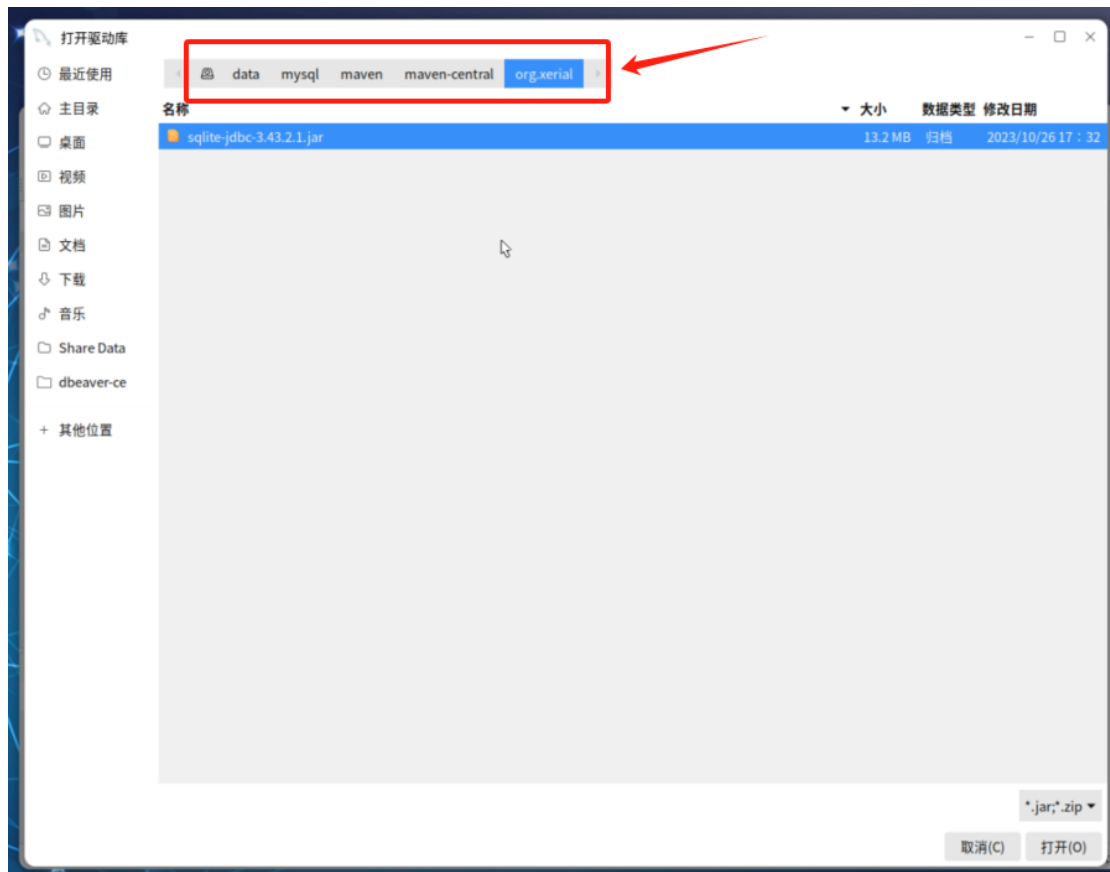 打开驱动库
最近使用
data mysql maven maven-central org.xerial
主目录
名称 大小 数据类型 修改日期
桌面
sqlite-jdbc-3.43.2.1.jar 13.2 MB 归档 2023/10/26 17：32
视频
图片
文档
下载
音乐
Share Data
dbeaver-ce
+ 其他位置
*.jar;*.zip
取消(C) 打开(O)